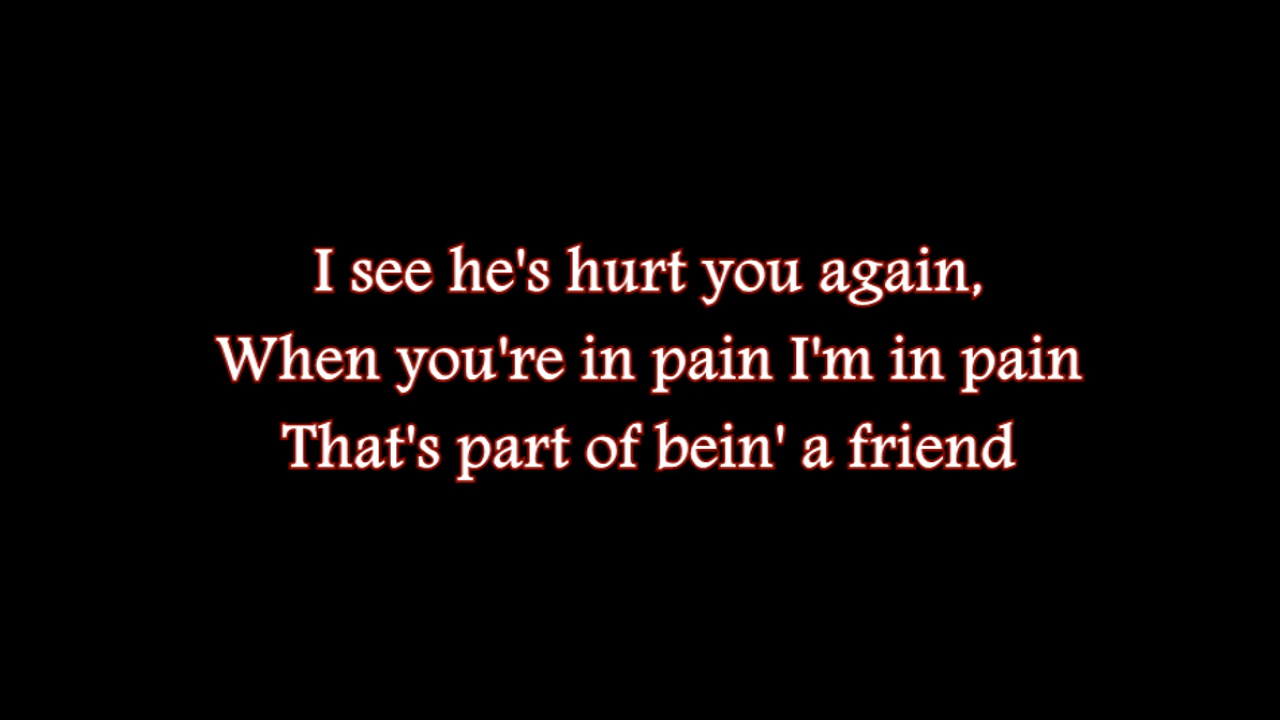 I see he's hurt you again,
When you're in pain I'm in pain
That's part of bein' a friend